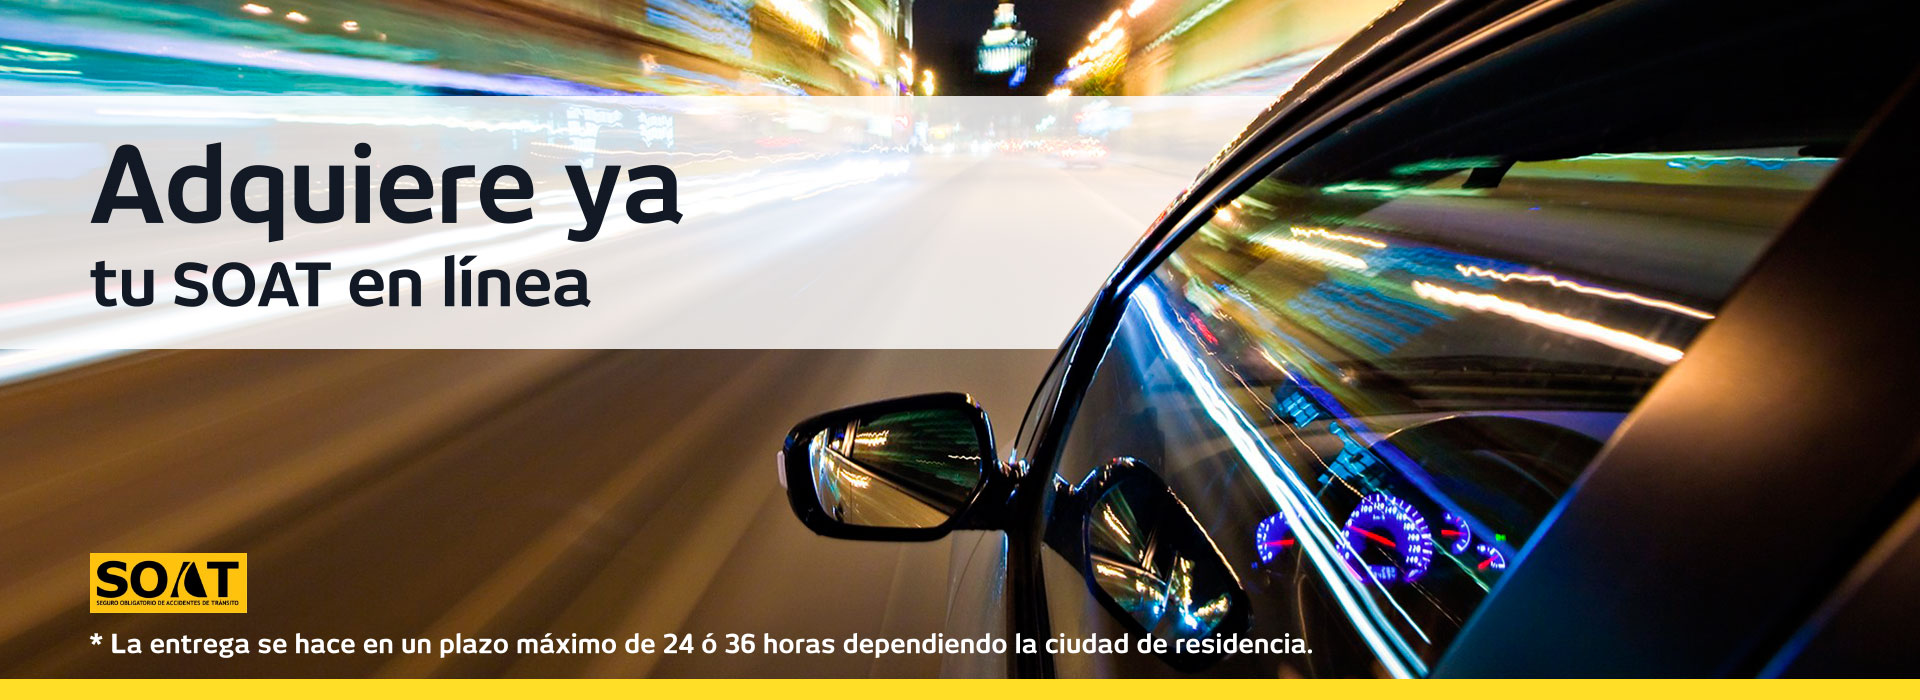 Adquiere ya
tu SOAT en línea
SOAT
SEGURO OBLIGATORIO DE ACCIDENTES DE TRÁNSITO
* La entrega se hace en un plazo máximo de 24 ó 36 horas dependiendo la ciudad de residencia.